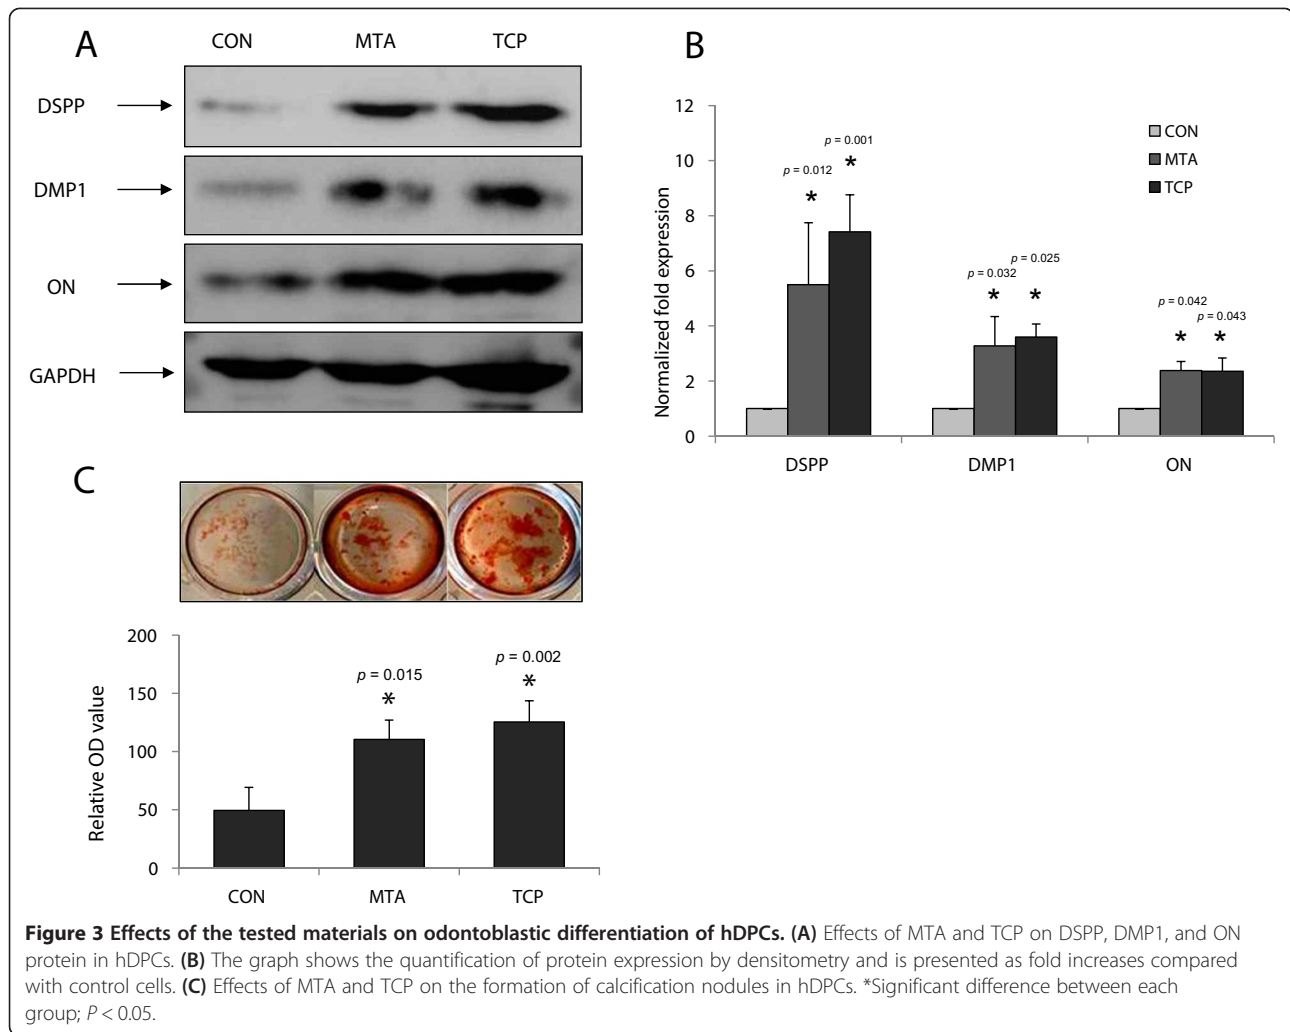 A
CON MTA TCP
DSPP
DMP1
ON
GAPDH
B
12
10
8
6
4
2
0
Normalized fold expression
CON
MTA
TCP
p = 0.012
p = 0.001
*
*
p = 0.032
p = 0.025
* *
p = 0.042
p = 0.043
* *
DSPP DMP1 ON
C
200
150
100
50
0
Relative OD value
p = 0.015
*
p = 0.002
*
CON MTA TCP
Figure 3 Effects of the tested materials on odontoblastic differentiation of hDPCs. (A) Effects of MTA and TCP on DSPP, DMP1, and ON
protein in hDPCs. (B) The graph shows the quantification of protein expression by densitometry and is presented as fold increases compared
with control cells. (C) Effects of MTA and TCP on the formation of calcification nodules in hDPCs. *Significant difference between each
group; P < 0.05.